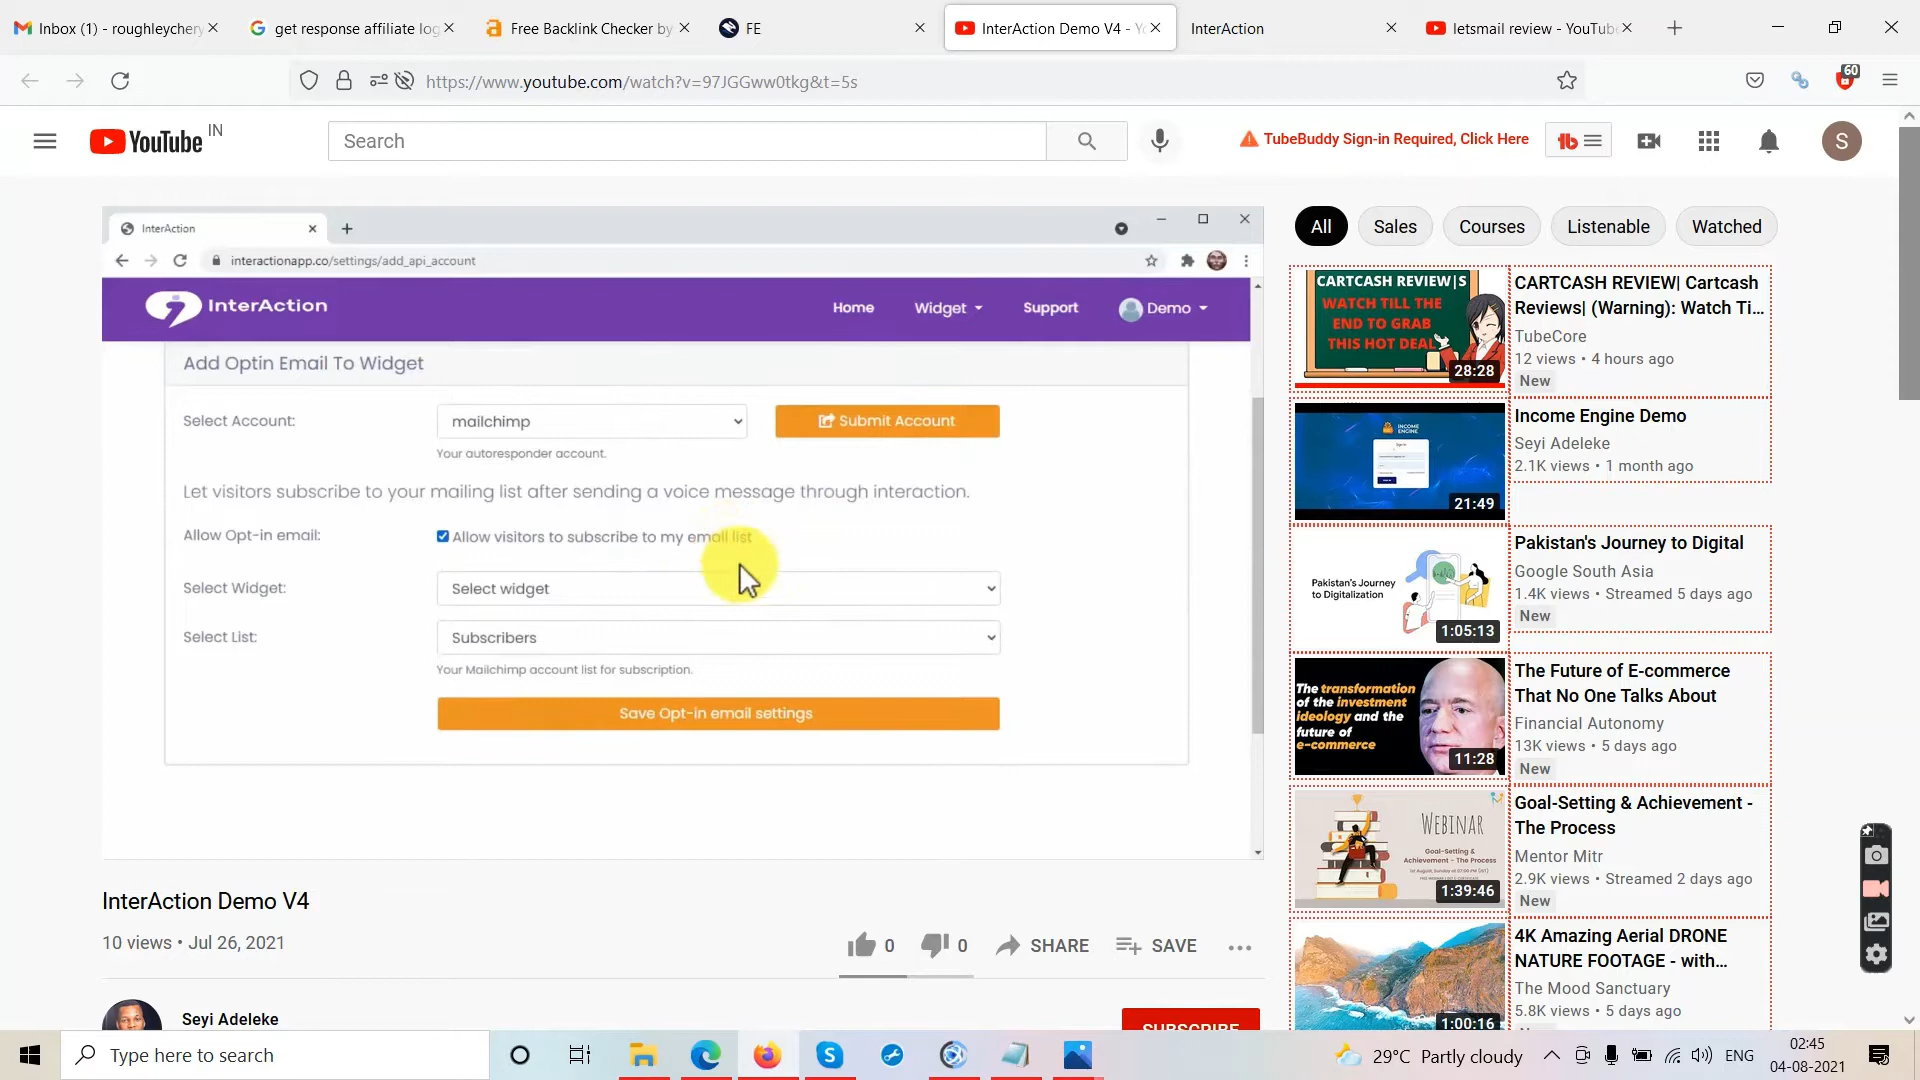 Inbox (1) - roughleychery
get response affiliate log
Free Backlink Checker by
FE
InterAction Demo V4 - Yo
InterAction
letsmail review - YouTube
https://www.youtube.com/watch?v=97JGGww0tkg&t=5s
60
YouTube IN
Search
TubeBuddy Sign-in Required, Click Here
S
InterAction
interactionapp.co/settings/add_api_account
InterAction
Home
Widget
Support
Demo
Add Optin Email To Widget
Select Account:
mailchimp
Submit Account
Your autoresponder account.
Let visitors subscribe to your mailing list after sending a voice message through interaction.
Allow Opt-in email:
Allow visitors to subscribe to my email list
Select Widget:
Select widget
Select List:
Subscribers
Your Mailchimp account list for subscription.
Save Opt-in email settings
InterAction Demo V4
10 views • Jul 26, 2021
0
0
SHARE
SAVE
Seyi Adeleke
SUBSCRIBE
All
Sales
Courses
Listenable
Watched
CARTCASH REVIEW|S
WATCH TILL THE
END TO GRAB
THIS HOT DEAL
28:28
CARTCASH REVIEW| Cartcash
Reviews| (Warning): Watch Ti...
TubeCore
12 views • 4 hours ago
New
INCOME
ENGINE
21:49
Income Engine Demo
Seyi Adeleke
2.1K views • 1 month ago
Pakistan's Journey
to Digitalization
1:05:13
Pakistan's Journey to Digital
Google South Asia
1.4K views • Streamed 5 days ago
New
The transformation
of the investment
ideology and the
future of
e-commerce
11:28
The Future of E-commerce
That No One Talks About
Financial Autonomy
13K views • 5 days ago
New
WEBINAR
Goal-Setting &
Achievement - The Process
1:39:46
Goal-Setting & Achievement -
The Process
Mentor Mitr
2.9K views • Streamed 2 days ago
New
1:00:16
4K Amazing Aerial DRONE
NATURE FOOTAGE - with...
The Mood Sanctuary
5.8K views • 5 days ago
Type here to search
29°C Partly cloudy
ENG
02:45
04-08-2021